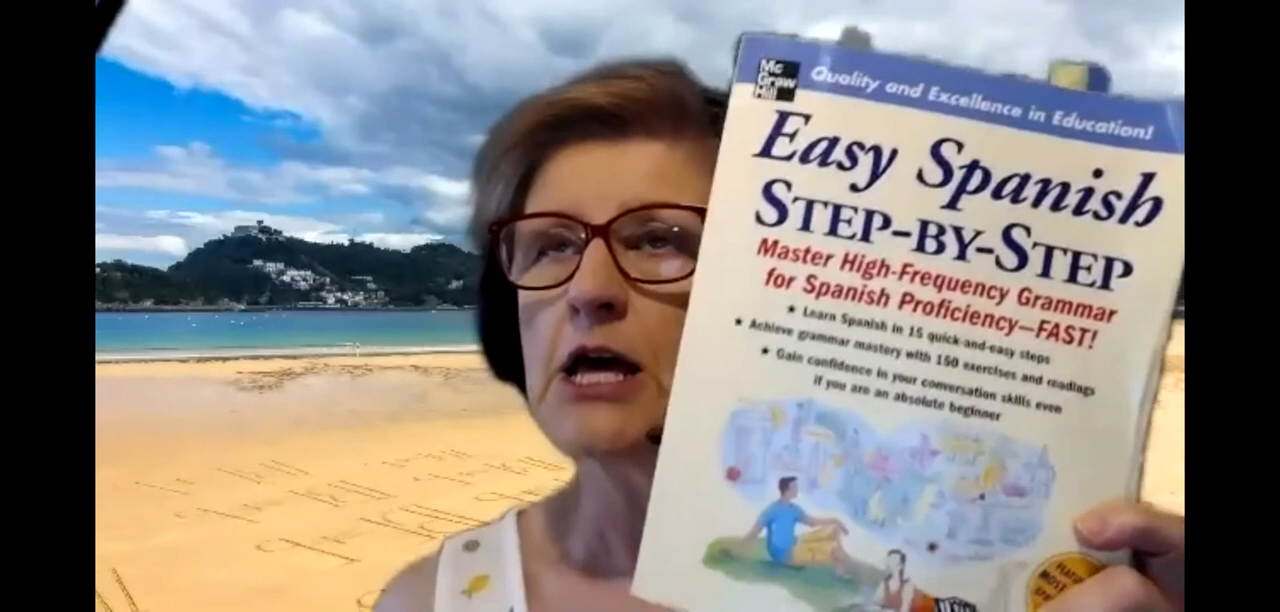 Mc
Graw
Hill
Quality and Excellence in Education!
Easy Spanish
STEP-BY-STEP
Master High-Frequency Grammar
for Spanish Proficiency—FAST!
★ Learn Spanish in 15 quick-and-easy steps
★ Achieve grammar mastery with 150 exercises and readings
★ Gain confidence in your conversation skills even
if you are an absolute beginner
MOST